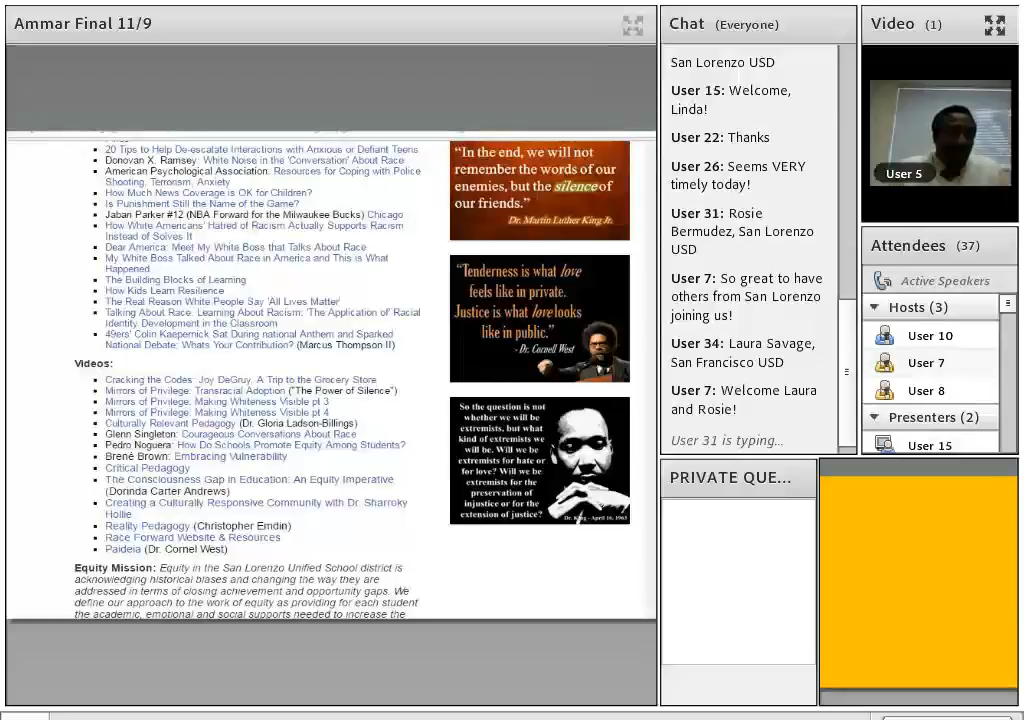 Ammar Final 11/9
20 Tips to Help De-escalate Interactions with Anxious or Defiant Teens
Donovan X. Ramsey: White Noise in the 'Conversation' About Race
American Psychological Association: Resources for Coping with Police
Shooting, Terrorism, Anxiety
How Much News Coverage is OK for Children?
Is Punishment Still the Name of the Game?
Jaban Parker #12 (NBA Forward for the Milwaukee Bucks) Chicago
How White Americans' Hatred of Racism Actually Supports Racism
Instead of Solves It
Dear America: Meet My White Boss that Talks About Race
My White Boss Talked About Race in America and This is What
Happened
The Building Blocks of Learning
How Kids Learn Resilience
The Real Reason White People Say 'All Lives Matter'
Talking About Race: Learning About Racism: 'The Application of' Racial
Identity Development in the Classroom
49ers' Colin Kaepernick Sat During national Anthem and Sparked
National Debate: Whats Your Contribution? (Marcus Thompson II)
Videos:
Cracking the Codes: Joy DeGruy, A Trip to the Grocery Store
Mirrors of Privilege: Transracial Adoption ("The Power of Silence")
Mirrors of Privilege: Making Whiteness Visible pt 3
Mirrors of Privilege: Making Whiteness Visible pt 4
Culturally Relevant Pedagogy (Dr. Gloria Ladson-Billings)
Glenn Singleton: Courageous Conversations About Race
Pedro Noguera: How Do Schools Promote Equity Among Students?
Brené Brown: Embracing Vulnerability
Critical Pedagogy
The Consciousness Gap in Education: An Equity Imperative
(Dorinda Carter Andrews)
Creating a Culturally Responsive Community with Dr. Sharroky
Hollie
Reality Pedagogy (Christopher Emdin)
Race Forward Website & Resources
Paideia (Dr. Cornel West)
Equity Mission: Equity in the San Lorenzo Unified School district is
acknowledging historical biases and changing the way they are
addressed in terms of closing achievement and opportunity gaps. We
define our approach to the work of equity as providing for each student
the academic, emotional and social supports needed to increase the
"In the end, we will not
remember the words of our
enemies, but the silence of
our friends."
Dr. Martin Luther King Jr.
"Tenderness is what love
feels like in private.
Justice is what love looks
like in public."
- Dr. Cornell West
So the question is not
whether we will be
extremists, but what
kind of extremists we
will be. Will we be
extremists for hate or
for love? Will we be
extremists for the
preservation of
injustice or for the
extension of justice?
Dr. King - April 16, 1963
Chat (Everyone)
San Lorenzo USD
User 15: Welcome,
Linda!
User 22: Thanks
User 26: Seems VERY
timely today!
User 31: Rosie
Bermudez, San Lorenzo
USD
User 7: So great to have
others from San Lorenzo
joining us!
User 34: Laura Savage,
San Francisco USD
User 7: Welcome Laura
and Rosie!
User 31 is typing...
PRIVATE QUE...
Video (1)
User 5
Attendees (37)
Active Speakers
Hosts (3)
User 10
User 7
User 8
Presenters (2)
User 15